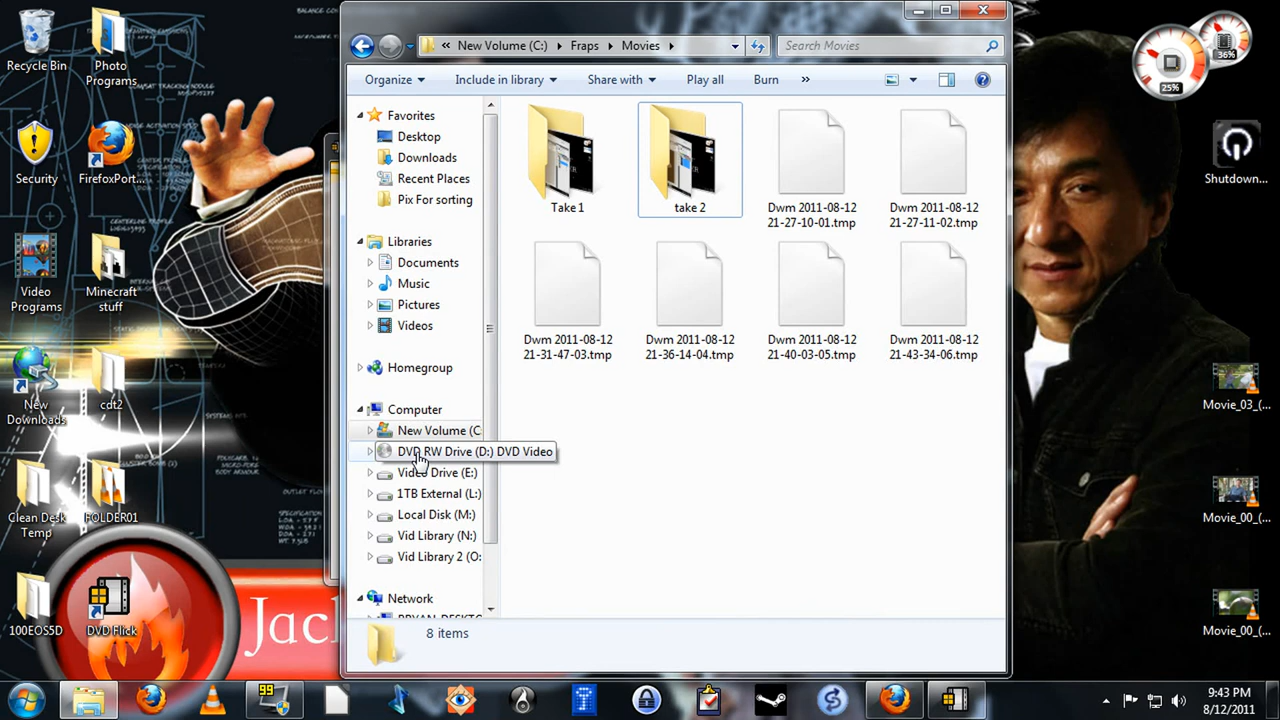 Recycle Bin
Photo
Programs
Security
FirefoxPort...
Video
Programs
Minecraft
stuff
New
Downloads
cdt2
Clean Desk
Temp
FOLDER01
100EOS5D
DVD Flick
Jac
« New Volume (C:) Fraps Movies
Search Movies
Organize
Include in library
Share with
Play all
Burn
»
Favorites
Desktop
Downloads
Recent Places
Pix For sorting
Libraries
Documents
Music
Pictures
Videos
Homegroup
Computer
New Volume (C:
DVD RW Drive (D:) DVD Video
Video Drive (E:)
1TB External (L:)
Local Disk (M:)
Vid Library (N:)
Vid Library 2 (O:
Network
Take 1
take 2
Dwm 2011-08-12
21-27-10-01.tmp
Dwm 2011-08-12
21-27-11-02.tmp
Dwm 2011-08-12
21-31-47-03.tmp
Dwm 2011-08-12
21-36-14-04.tmp
Dwm 2011-08-12
21-40-03-05.tmp
Dwm 2011-08-12
21-43-34-06.tmp
8 items
36%
25%
Shutdown...
Movie_03_(...
Movie_00_(...
Movie_00_(...
99
9:43 PM
8/12/2011